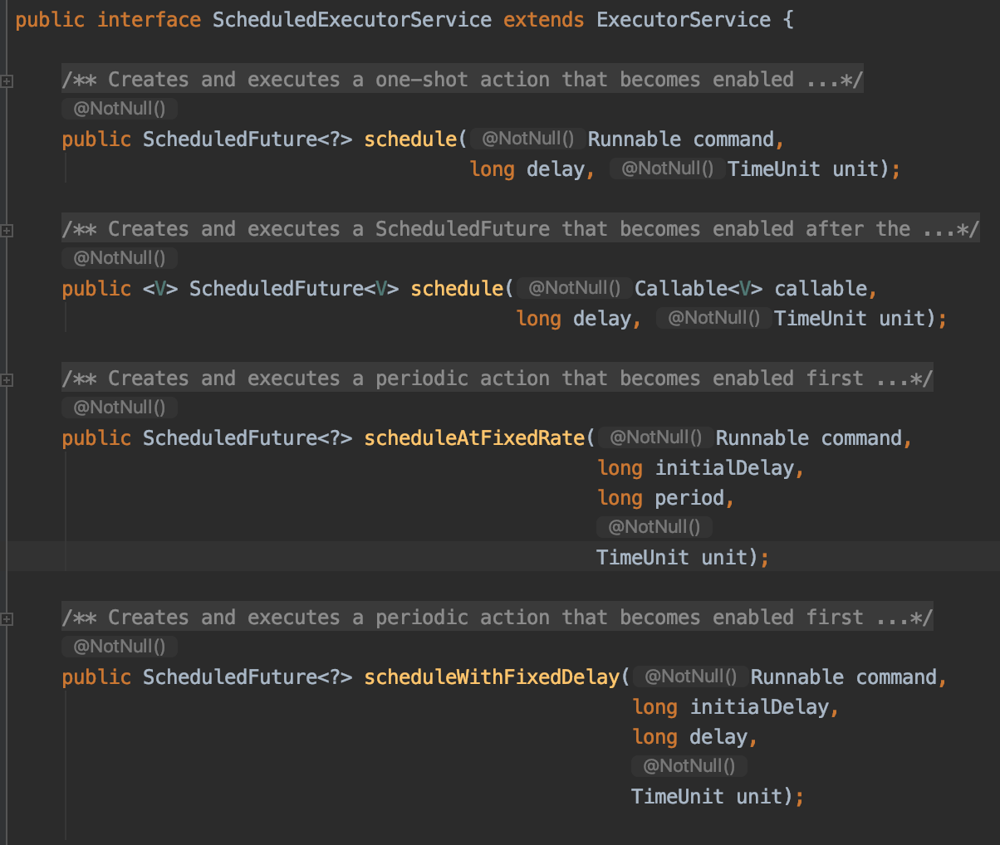 public interface ScheduledExecutorService extends ExecutorService {
/** Creates and executes a one-shot action that becomes enabled ...*/
@NotNull()
public ScheduledFuture<?> schedule( @NotNull() Runnable command,
long delay, @NotNull() TimeUnit unit);
/** Creates and executes a ScheduledFuture that becomes enabled after the ...*/
@NotNull()
public <V> ScheduledFuture<V> schedule( @NotNull() Callable<V> callable,
long delay, @NotNull() TimeUnit unit);
/** Creates and executes a periodic action that becomes enabled first ...*/
@NotNull()
public ScheduledFuture<?> scheduleAtFixedRate( @NotNull() Runnable command,
long initialDelay,
long period,
@NotNull()
TimeUnit unit);
/** Creates and executes a periodic action that becomes enabled first ...*/
@NotNull()
public ScheduledFuture<?> scheduleWithFixedDelay( @NotNull() Runnable command,
long initialDelay,
long delay,
@NotNull()
TimeUnit unit);